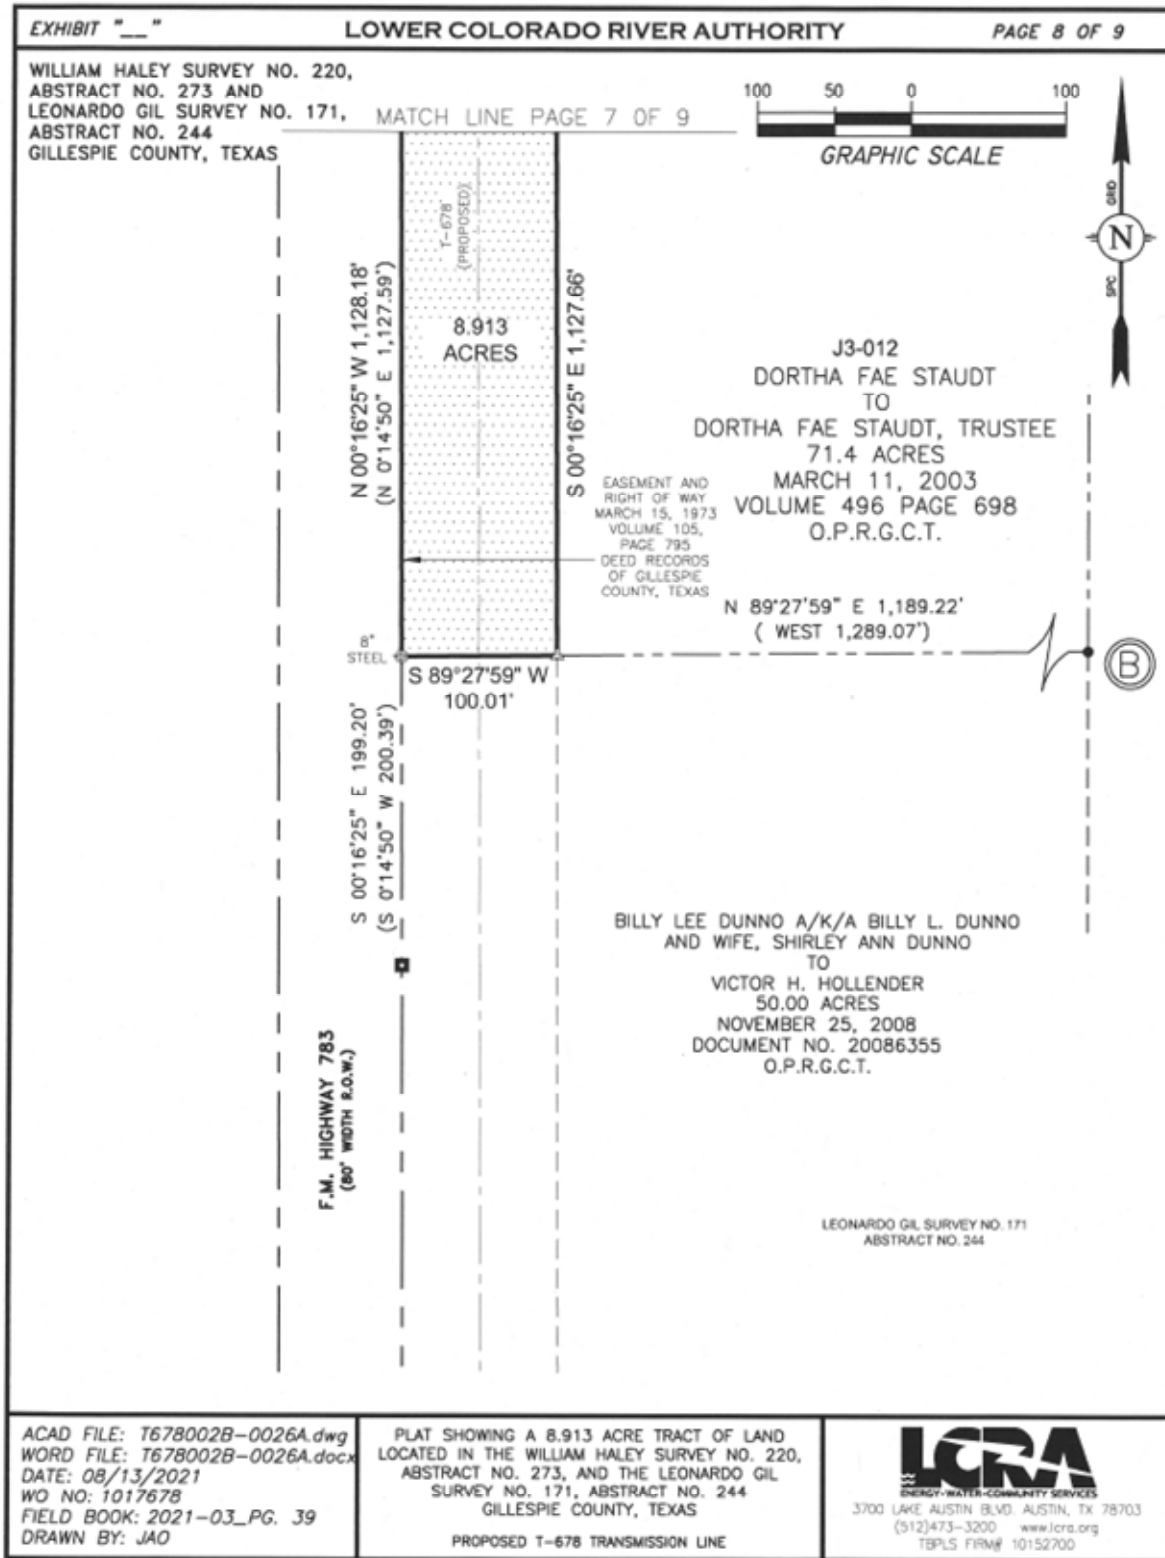 EXHIBIT "__"
LOWER COLORADO RIVER AUTHORITY
PAGE 8 OF 9
WILLIAM HALEY SURVEY NO. 220,
ABSTRACT NO. 273 AND
LEONARDO GIL SURVEY NO. 171,
ABSTRACT NO. 244
GILLESPIE COUNTY, TEXAS
MATCH LINE PAGE 7 OF 9
100 50 0 100
GRAPHIC SCALE
GRID
N
SPC
T-678
(PROPOSED)
N 00°16'25" W 1,128.18'
(N 0°14'50" E 1,127.59')
8.913
ACRES
S 00°16'25" E 1,127.66'
J3-012
DORTHA FAE STAUDT
TO
DORTHA FAE STAUDT, TRUSTEE
71.4 ACRES
MARCH 11, 2003
VOLUME 496 PAGE 698
O.P.R.G.C.T.
EASEMENT AND
RIGHT OF WAY
MARCH 15, 1973
VOLUME 105,
PAGE 795
DEED RECORDS
OF GILLESPIE
COUNTY, TEXAS
N 89°27'59" E 1,189.22'
( WEST 1,289.07')
B
8"
STEEL
S 89°27'59" W
100.01'
S 00°16'25" E 199.20'
(S 0°14'50" W 200.39')
BILLY LEE DUNNO A/K/A BILLY L. DUNNO
AND WIFE, SHIRLEY ANN DUNNO
TO
VICTOR H. HOLLENDER
50.00 ACRES
NOVEMBER 25, 2008
DOCUMENT NO. 20086355
O.P.R.G.C.T.
F.M. HIGHWAY 783
(80' WIDTH R.O.W.)
LEONARDO GIL SURVEY NO. 171
ABSTRACT NO. 244
ACAD FILE: T678002B-0026A.dwg
WORD FILE: T678002B-0026A.docx
DATE: 08/13/2021
WO NO: 1017678
FIELD BOOK: 2021-03_PG. 39
DRAWN BY: JAO
PLAT SHOWING A 8.913 ACRE TRACT OF LAND
LOCATED IN THE WILLIAM HALEY SURVEY NO. 220,
ABSTRACT NO. 273, AND THE LEONARDO GIL
SURVEY NO. 171, ABSTRACT NO. 244
GILLESPIE COUNTY, TEXAS
PROPOSED T-678 TRANSMISSION LINE
LCRA
ENERGY•WATER•COMMUNITY SERVICES
3700 LAKE AUSTIN BLVD. AUSTIN, TX 78703
(512)473-3200 www.lcra.org
TBPLS FIRM# 10152700